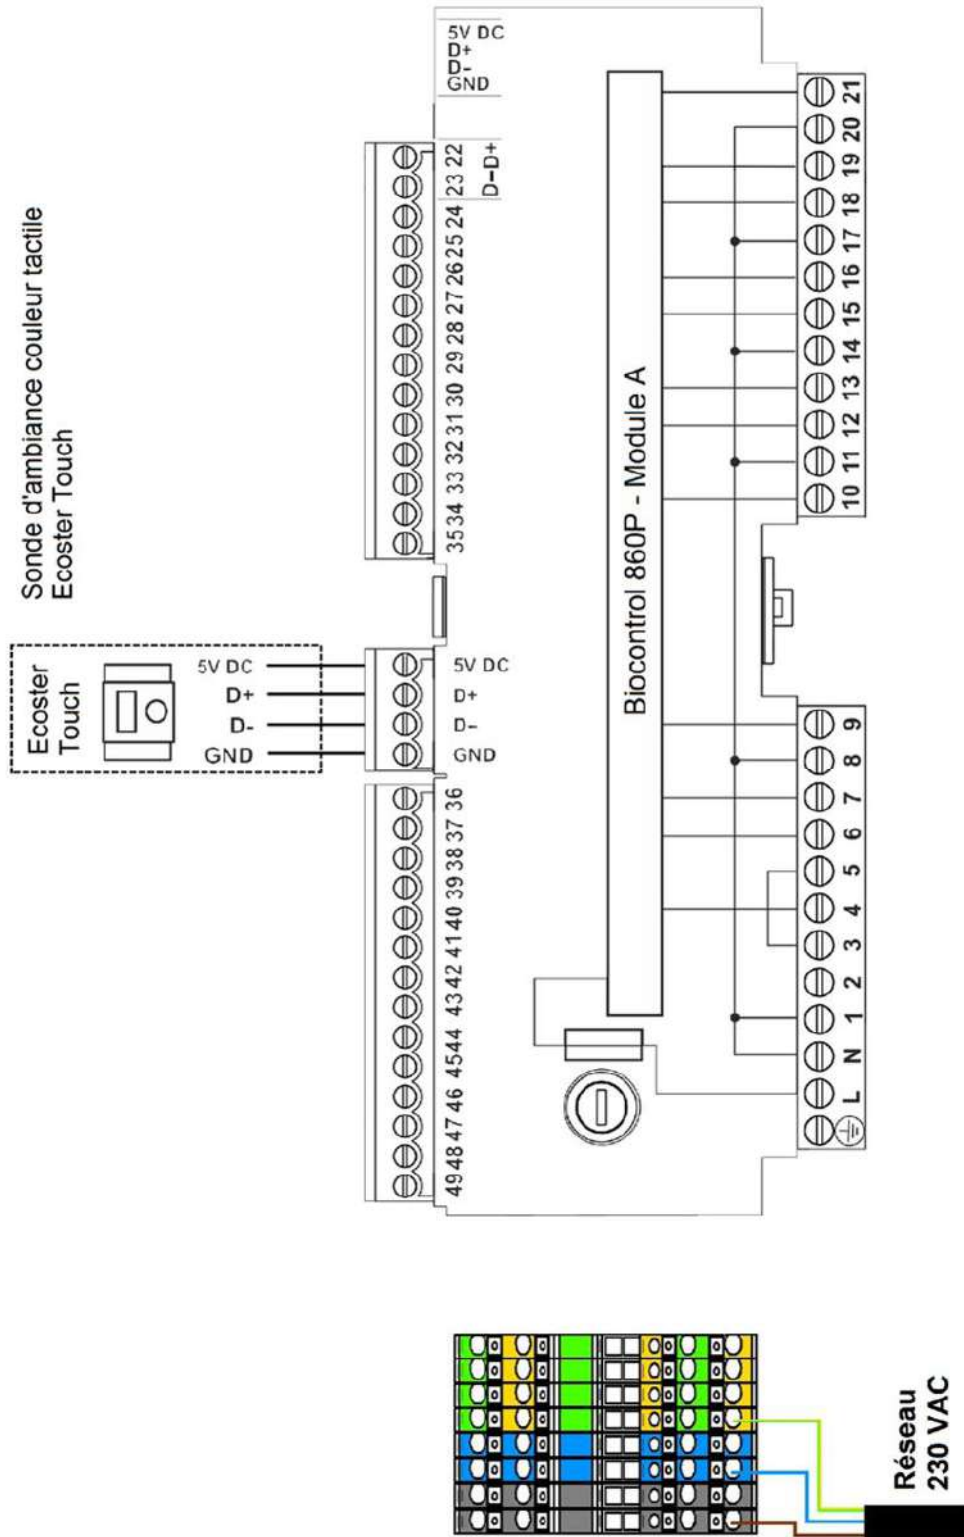 Sonde d'ambiance couleur tactile
Ecoster Touch
Ecoster
Touch
5V DC
D+
D-
GND
5V DC
D+
D-
GND
D-D+
22
23
24
25
26
27
28
29
30
31
32
33
34
35
5V DC
D+
D-
GND
36
37
38
39
40
41
42
43
44
45
46
47
48
49
Biocontrol 860P - Module A
21
20
19
18
17
16
15
14
13
12
11
10
9
8
7
6
5
4
3
2
1
N
L
Réseau
230 VAC